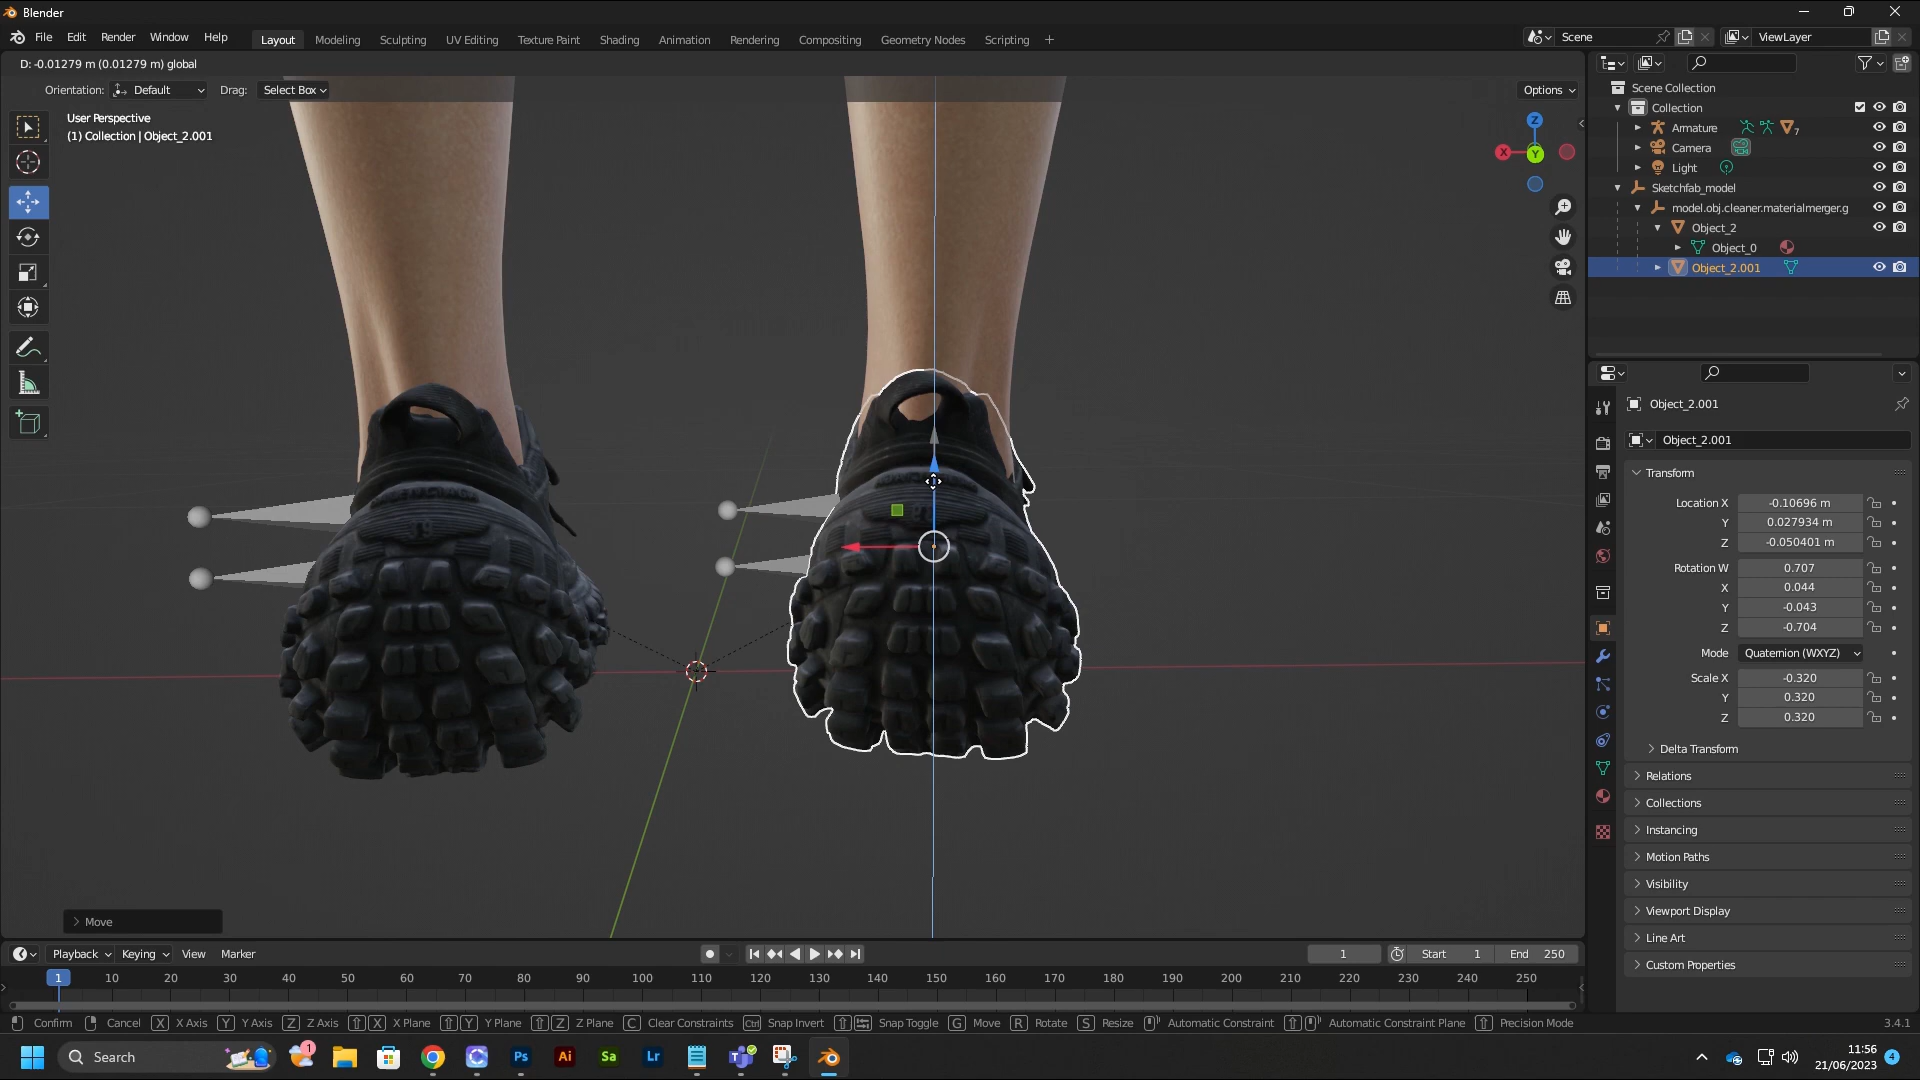 Blender
File Edit Render Window Help Layout Modeling Sculpting UV Editing Texture Paint Shading Animation Rendering Compositing Geometry Nodes Scripting + Scene ViewLayer
D: -0.01279 m (0.01279 m) global
Orientation: Default Drag: Select Box Options
User Perspective
(1) Collection | Object_2.001
Z
X Y
Scene Collection
Collection
Armature 7
Camera
Light
Sketchfab_model
model.obj.cleaner.materialmerger.g
Object_2
Object_0
Object_2.001
Object_2.001
Object_2.001
Transform
Location X -0.10696 m
Y 0.027934 m
Z -0.050401 m
Rotation W 0.707
X 0.044
Y -0.043
Z -0.704
Mode Quaternion (WXYZ)
Scale X -0.320
Y 0.320
Z 0.320
Delta Transform
Relations
Collections
Instancing
Motion Paths
Visibility
Viewport Display
Line Art
Custom Properties
Move
Playback Keying View Marker 1 Start 1 End 250
1 10 20 30 40 50 60 70 80 90 100 110 120 130 140 150 160 170 180 190 200 210 220 230 240 250
Confirm Cancel X X Axis Y Y Axis Z Z Axis X X Plane Y Y Plane Z Z Plane C Clear Constraints Ctrl Snap Invert Snap Toggle G Move R Rotate S Resize Automatic Constraint Automatic Constraint Plane Precision Mode 3.4.1
Search 1 Ps Ai Sa Lr 11:56
21/06/2023 4